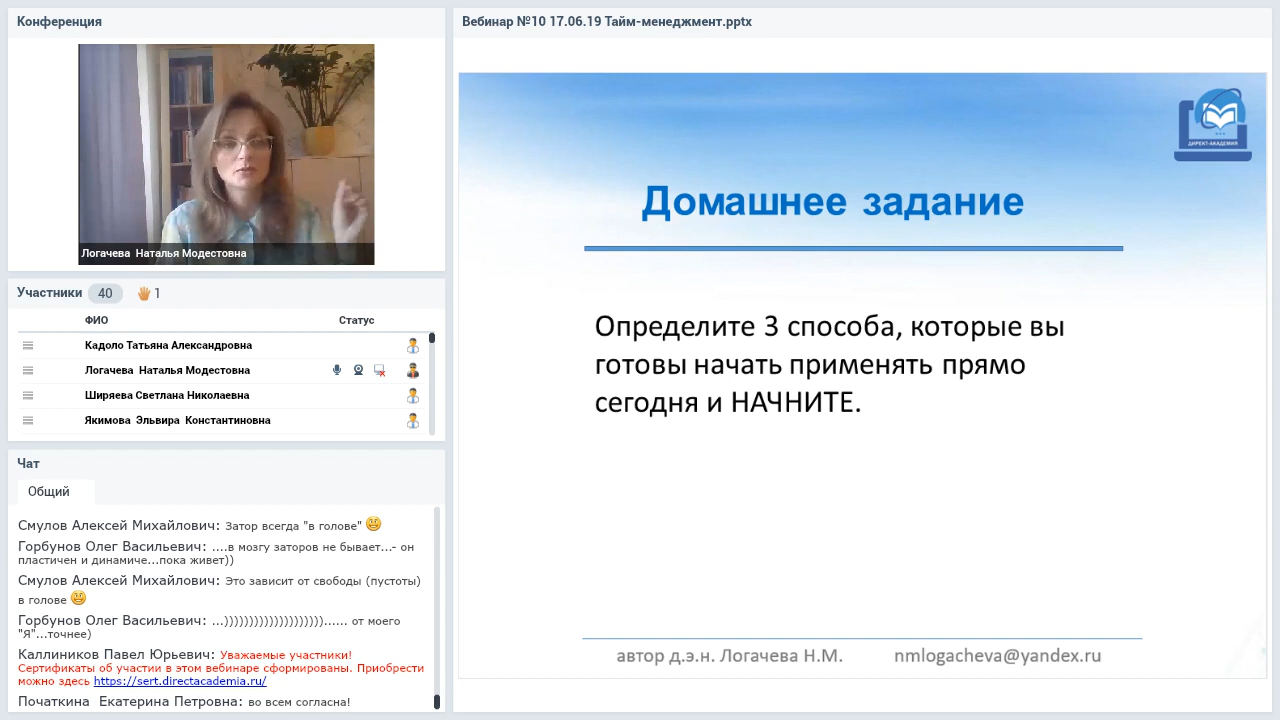 Конференция
Логачева Наталья Модестовна
Участники 40 1
ФИО Статус
Кадоло Татьяна Александровна
Логачева Наталья Модестовна
Ширяева Светлана Николаевна
Якимова Эльвира Константиновна
Чат
Общий
Смулов Алексей Михайлович: Затор всегда "в голове"
Горбунов Олег Васильевич: ....в мозгу заторов не бывает...- он
пластичен и динамиче...пока живет))
Смулов Алексей Михайлович: Это зависит от свободы (пустоты)
в голове
Горбунов Олег Васильевич: ...))))))))))))))))))))...... от моего
"Я"...точнее)
Каллиников Павел Юрьевич: Уважаемые участники!
Сертификаты об участии в этом вебинаре сформированы. Приобрести
можно здесь https://sert.directacademia.ru/
Початкина Екатерина Петровна: во всем согласна!
Вебинар №10 17.06.19 Тайм-менеджмент.pptx
ДИРЕКТ-АКАДЕМИЯ
Домашнее задание
Определите 3 способа, которые вы
готовы начать применять прямо
сегодня и НАЧНИТЕ.
автор д.э.н. Логачева Н.М. nmlogacheva@yandex.ru